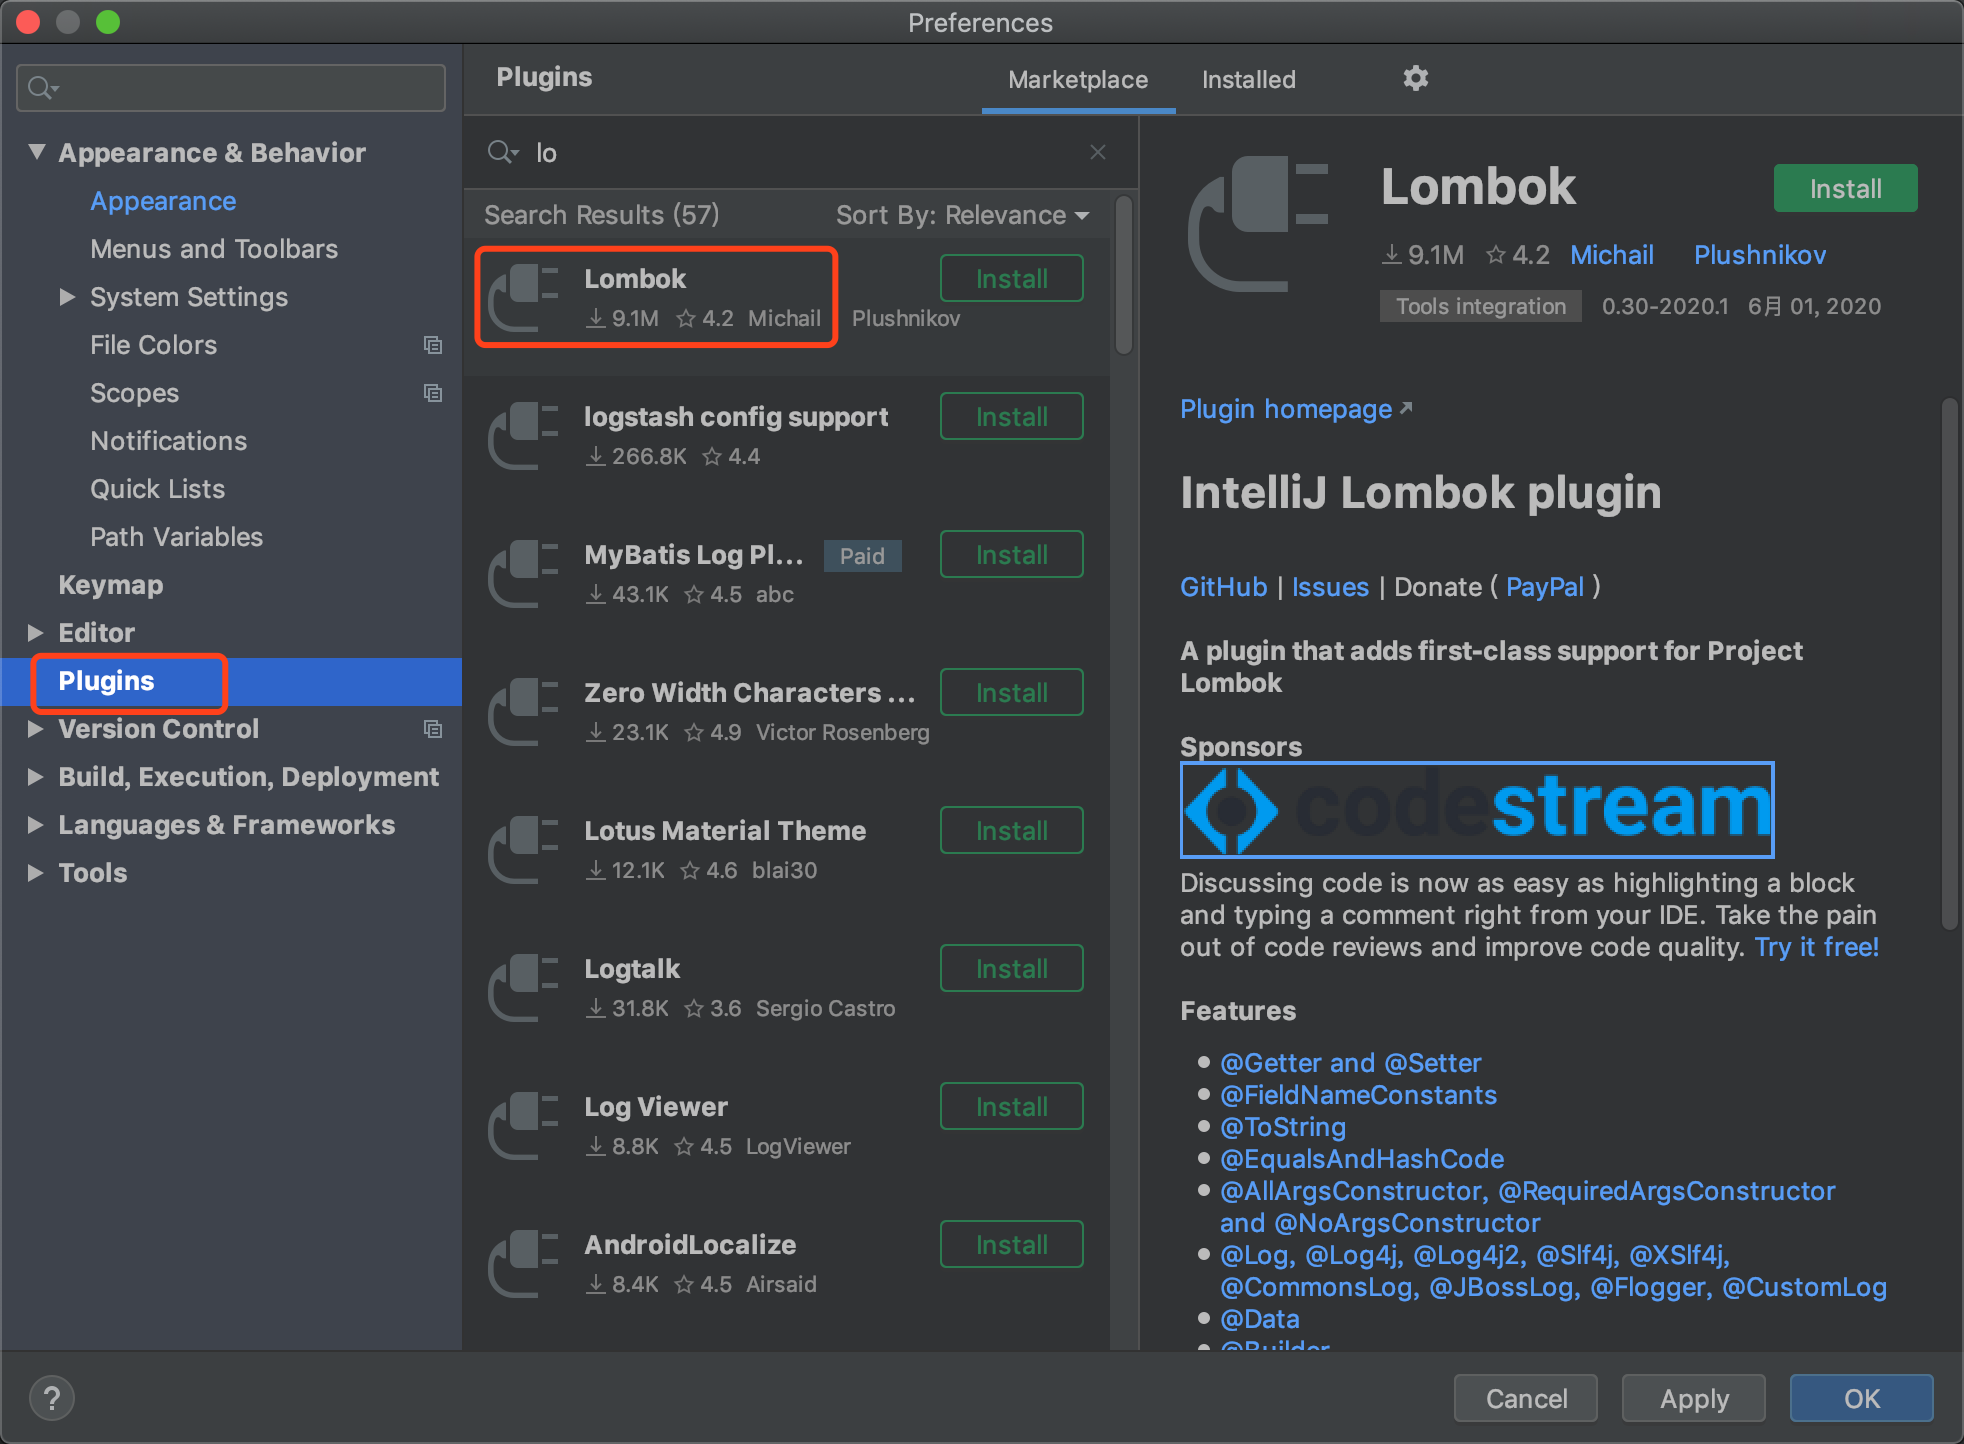 Preferences
Appearance & Behavior
Appearance
Menus and Toolbars
System Settings
File Colors
Scopes
Notifications
Quick Lists
Path Variables
Keymap
Editor
Plugins
Version Control
Build, Execution, Deployment
Languages & Frameworks
Tools
Plugins
Marketplace
Installed
lo
Search Results (57)
Sort By: Relevance
Lombok
Install
9.1M 4.2 Michail Plushnikov
logstash config support
Install
266.8K 4.4
MyBatis Log Pl... Paid
Install
43.1K 4.5 abc
Zero Width Characters ...
Install
23.1K 4.9 Victor Rosenberg
Lotus Material Theme
Install
12.1K 4.6 blai30
Logtalk
Install
31.8K 3.6 Sergio Castro
Log Viewer
Install
8.8K 4.5 LogViewer
AndroidLocalize
Install
8.4K 4.5 Airsaid
Lombok
Install
9.1M 4.2 Michail Plushnikov
Tools integration 0.30-2020.1 6月 01, 2020
Plugin homepage
IntelliJ Lombok plugin
GitHub | Issues | Donate ( PayPal )
A plugin that adds first-class support for Project
Lombok
Sponsors
codestream
Discussing code is now as easy as highlighting a block
and typing a comment right from your IDE. Take the pain
out of code reviews and improve code quality. Try it free!
Features
@Getter and @Setter
@FieldNameConstants
@ToString
@EqualsAndHashCode
@AllArgsConstructor, @RequiredArgsConstructor
and @NoArgsConstructor
@Log, @Log4j, @Log4j2, @Slf4j, @XSlf4j,
@CommonsLog, @JBossLog, @Flogger, @CustomLog
@Data
@Builder
?
Cancel
Apply
OK